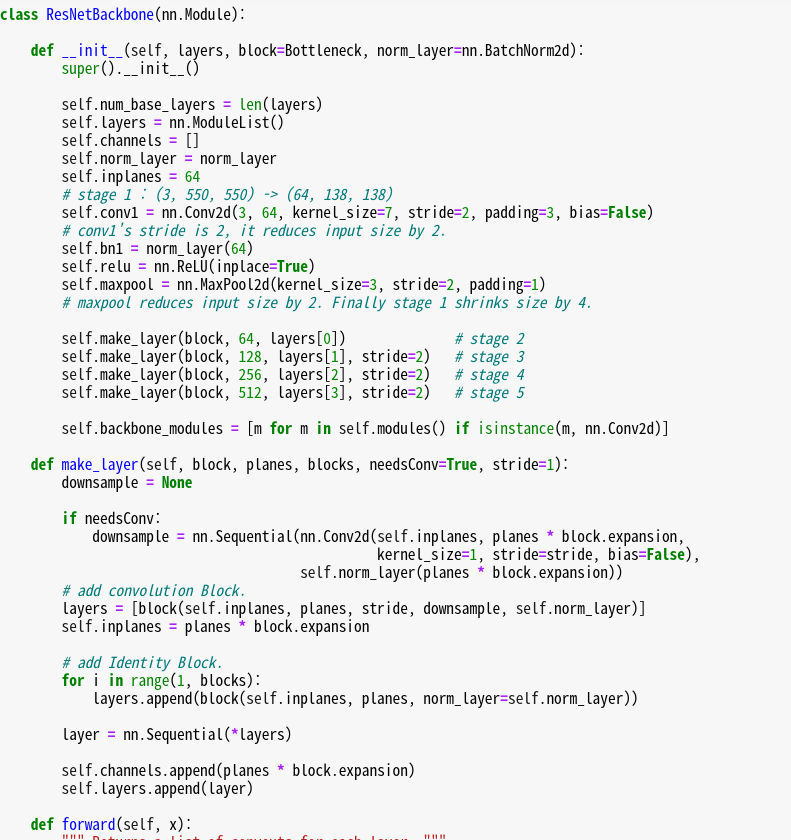 class ResNetBackbone(nn.Module):
def __init__(self, layers, block=Bottleneck, norm_layer=nn.BatchNorm2d):
super().__init__()
self.num_base_layers = len(layers)
self.layers = nn.ModuleList()
self.channels = []
self.norm_layer = norm_layer
self.inplanes = 64
# stage 1 : (3, 550, 550) -> (64, 138, 138)
self.conv1 = nn.Conv2d(3, 64, kernel_size=7, stride=2, padding=3, bias=False)
# conv1's stride is 2, it reduces input size by 2.
self.bn1 = norm_layer(64)
self.relu = nn.ReLU(inplace=True)
self.maxpool = nn.MaxPool2d(kernel_size=3, stride=2, padding=1)
# maxpool reduces input size by 2. Finally stage 1 shrinks size by 4.
self.make_layer(block, 64, layers[0]) # stage 2
self.make_layer(block, 128, layers[1], stride=2) # stage 3
self.make_layer(block, 256, layers[2], stride=2) # stage 4
self.make_layer(block, 512, layers[3], stride=2) # stage 5
self.backbone_modules = [m for m in self.modules() if isinstance(m, nn.Conv2d)]
def make_layer(self, block, planes, blocks, needsConv=True, stride=1):
downsample = None
if needsConv:
downsample = nn.Sequential(nn.Conv2d(self.inplanes, planes * block.expansion,
kernel_size=1, stride=stride, bias=False),
self.norm_layer(planes * block.expansion))
# add convolution Block.
layers = [block(self.inplanes, planes, stride, downsample, self.norm_layer)]
self.inplanes = planes * block.expansion
# add Identity Block.
for i in range(1, blocks):
layers.append(block(self.inplanes, planes, norm_layer=self.norm_layer))
layer = nn.Sequential(*layers)
self.channels.append(planes * block.expansion)
self.layers.append(layer)
def forward(self, x):